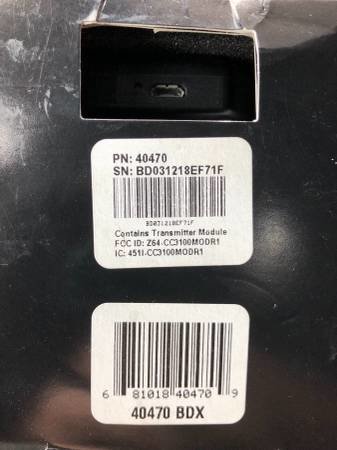 PN: 40470
SN: BD031218EF71F
BD031218EF71F
Contains Transmitter Module
FCC ID: Z64-CC3100MODR1
IC: 451I-CC3100MODR1
6 81018 40470 9
40470 BDX